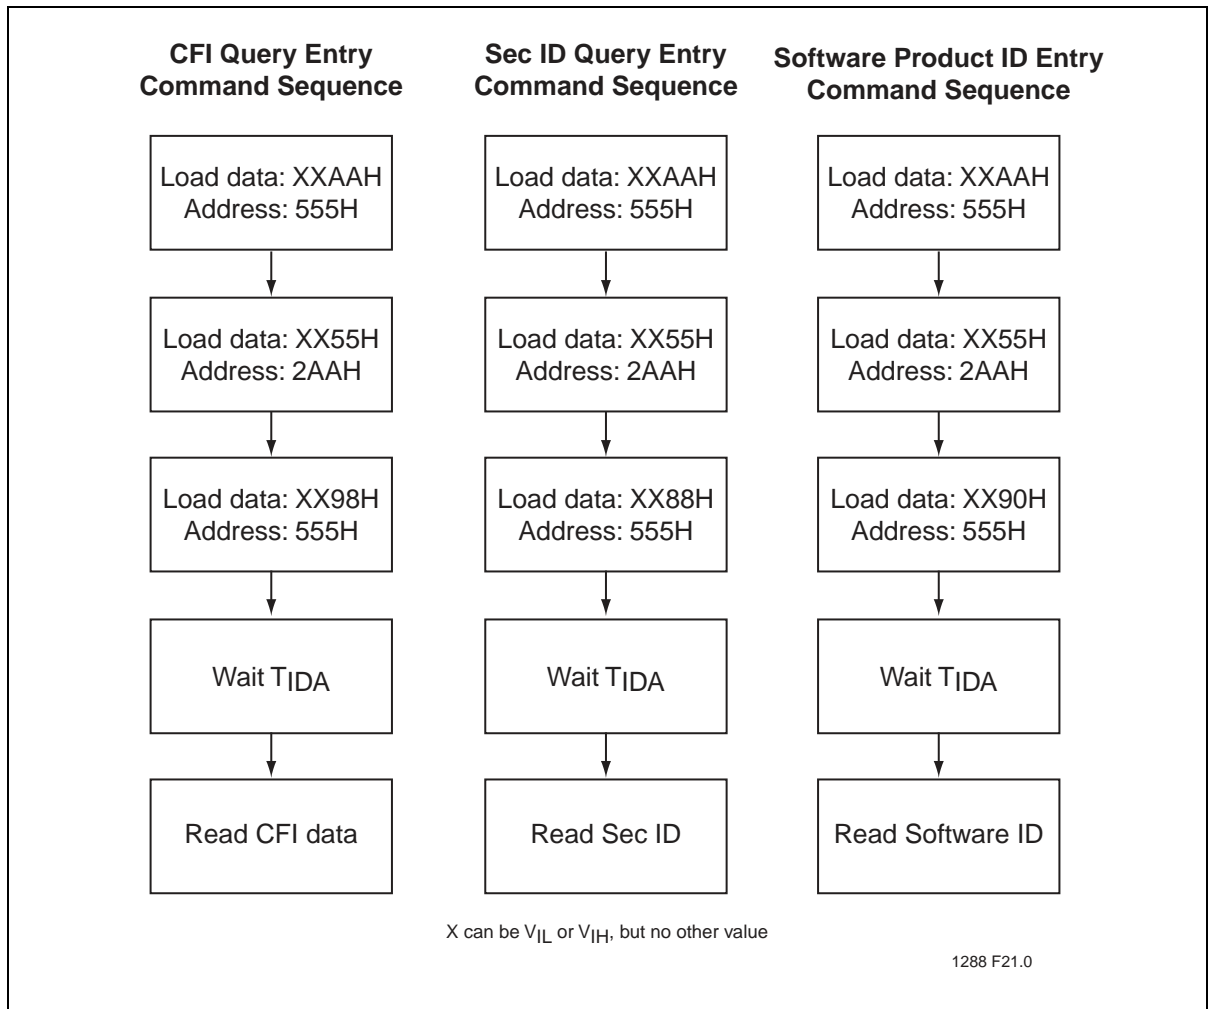 CFI Query Entry
Command Sequence
Load data: XXAAH
Address: 555H
Load data: XX55H
Address: 2AAH
Load data: XX98H
Address: 555H
Wait TIDA
Read CFI data
Sec ID Query Entry
Command Sequence
Load data: XXAAH
Address: 555H
Load data: XX55H
Address: 2AAH
Load data: XX88H
Address: 555H
Wait TIDA
Read Sec ID
Software Product ID Entry
Command Sequence
Load data: XXAAH
Address: 555H
Load data: XX55H
Address: 2AAH
Load data: XX90H
Address: 555H
Wait TIDA
Read Software ID
X can be VIL or VIH, but no other value
1288 F21.0